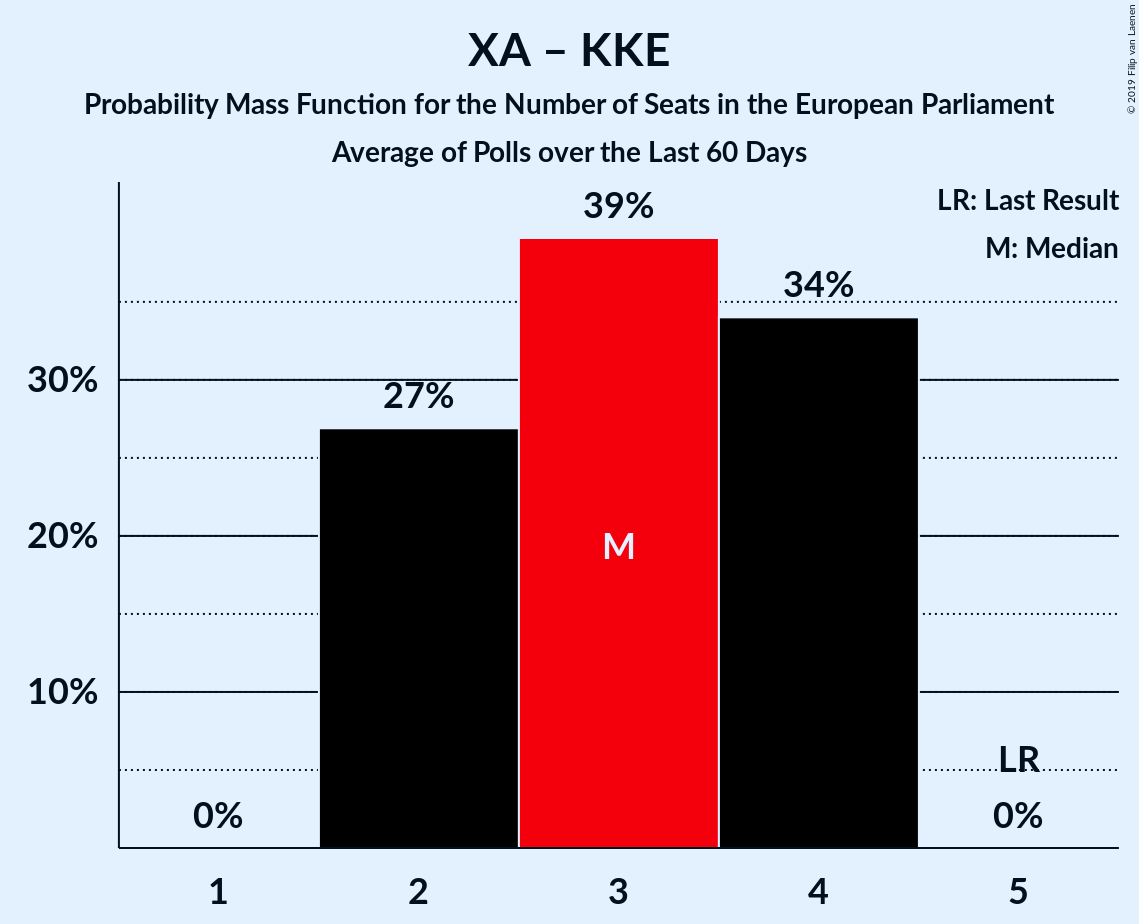 XA – KKE
Probability Mass Function for the Number of Seats in the European Parliament
Average of Polls over the Last 60 Days
© 2019 Filip van Laenen
LR: Last Result
M: Median
39%
34%
30%
27%
20%
M
10%
LR
0%
0%
1 2 3 4 5